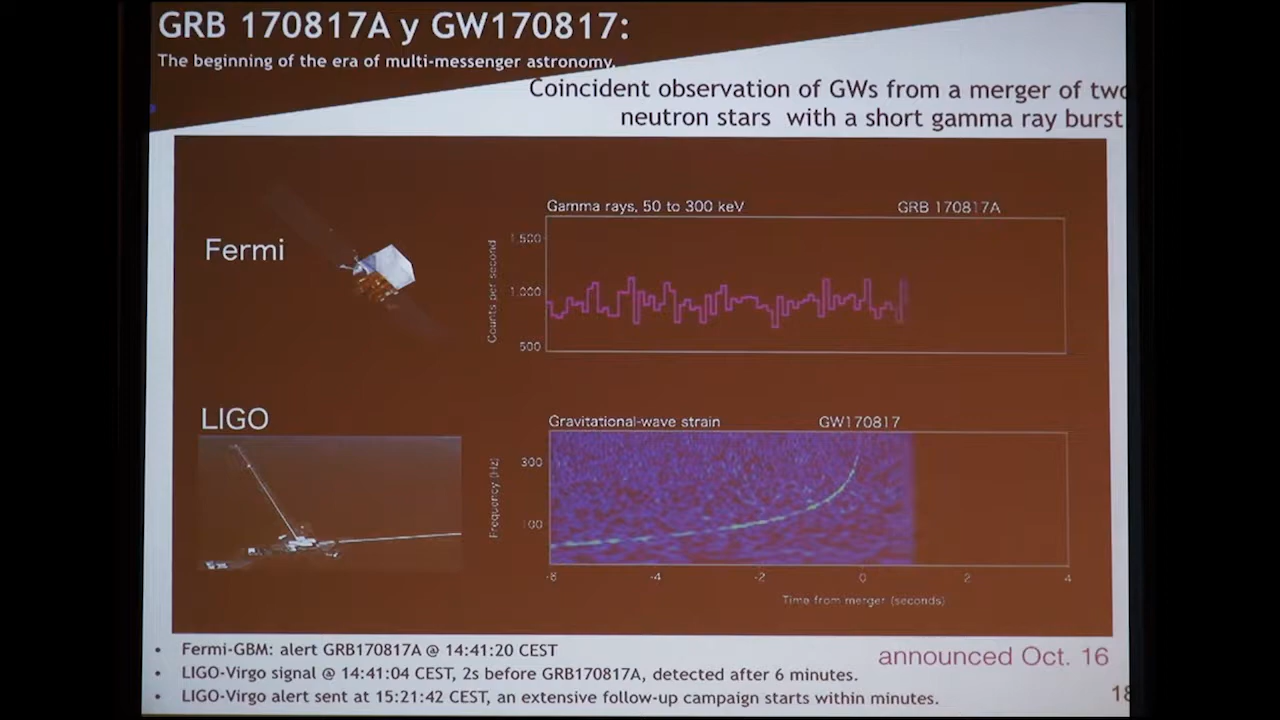 GRB 170817A y GW170817:
The beginning of the era of multi-messenger astronomy.
Coincident observation of GWs from a merger of two
neutron stars with a short gamma ray burst
Fermi
Gamma rays, 50 to 300 keV
GRB 170817A
Counts per second
1,500
1,000
500
LIGO
Gravitational-wave strain
GW170817
Frequency (Hz)
300
100
-8
-4
-2
0
2
4
Time from merger (seconds)
• Fermi-GBM: alert GRB170817A @ 14:41:20 CEST
• LIGO-Virgo signal @ 14:41:04 CEST, 2s before GRB170817A, detected after 6 minutes.
• LIGO-Virgo alert sent at 15:21:42 CEST, an extensive follow-up campaign starts within minutes.
announced Oct. 16